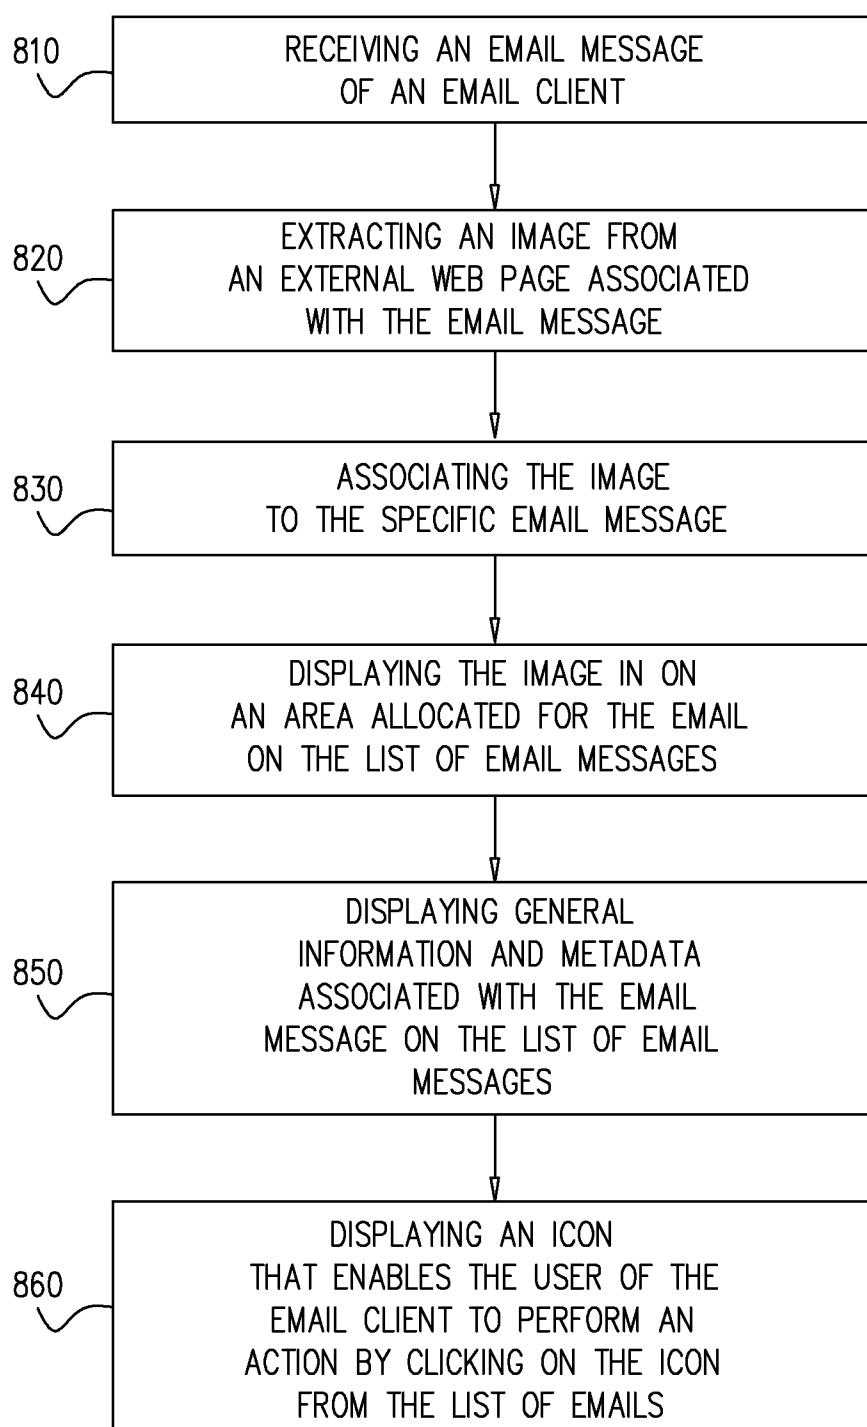 810
RECEIVING AN EMAIL MESSAGE
OF AN EMAIL CLIENT
820
EXTRACTING AN IMAGE FROM
AN EXTERNAL WEB PAGE ASSOCIATED
WITH THE EMAIL MESSAGE
830
ASSOCIATING THE IMAGE
TO THE SPECIFIC EMAIL MESSAGE
840
DISPLAYING THE IMAGE IN ON
AN AREA ALLOCATED FOR THE EMAIL
ON THE LIST OF EMAIL MESSAGES
850
DISPLAYING GENERAL
INFORMATION AND METADATA
ASSOCIATED WITH THE EMAIL
MESSAGE ON THE LIST OF EMAIL
MESSAGES
860
DISPLAYING AN ICON
THAT ENABLES THE USER OF THE
EMAIL CLIENT TO PERFORM AN
ACTION BY CLICKING ON THE ICON
FROM THE LIST OF EMAILS